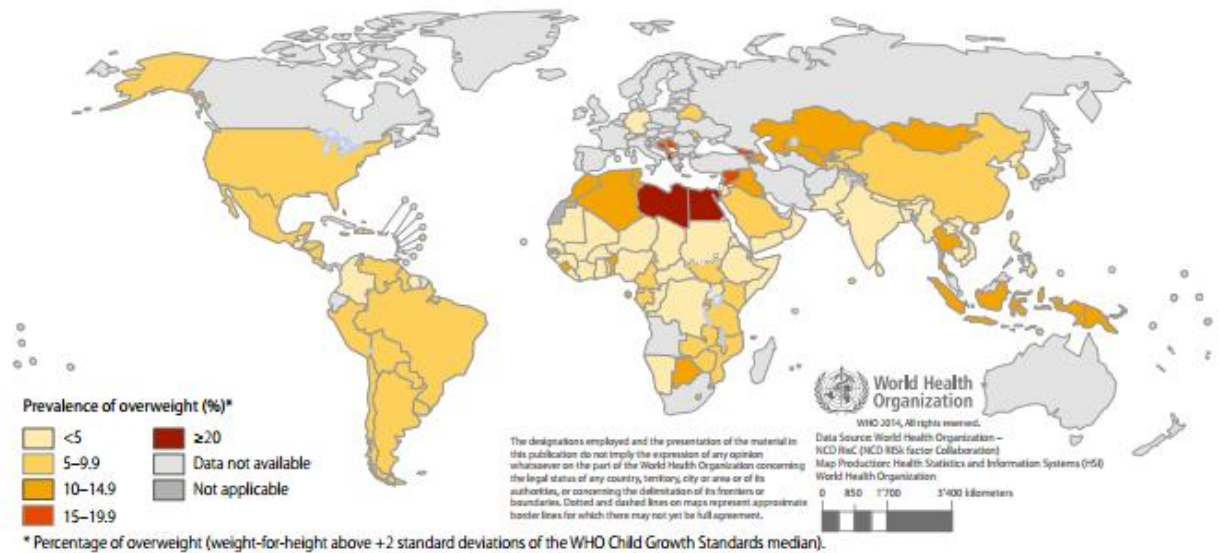 Prevalence of overweight (%)*
<5
5–9.9
10–14.9
15–19.9
≥20
Data not available
Not applicable
The designations employed and the presentation of the material in
this publication do not imply the expression of any opinion
whatsoever on the part of the World Health Organization concerning
the legal status of any country, territory, city or area or of its
authorities, or concerning the delimitation of its frontiers or
boundaries. Dotted and dashed lines on maps represent approximate
border lines for which there may not yet be full agreement.
World Health
Organization
WHO 2014, All rights reserved.
Data Source: World Health Organization –
NCD RisC (NCD RISk factor Collaboration)
Map Production: Health Statistics and Information Systems (HSI)
World Health Organization
0 850 1'700 3'400 kilometers
* Percentage of overweight (weight-for-height above +2 standard deviations of the WHO Child Growth Standards median).